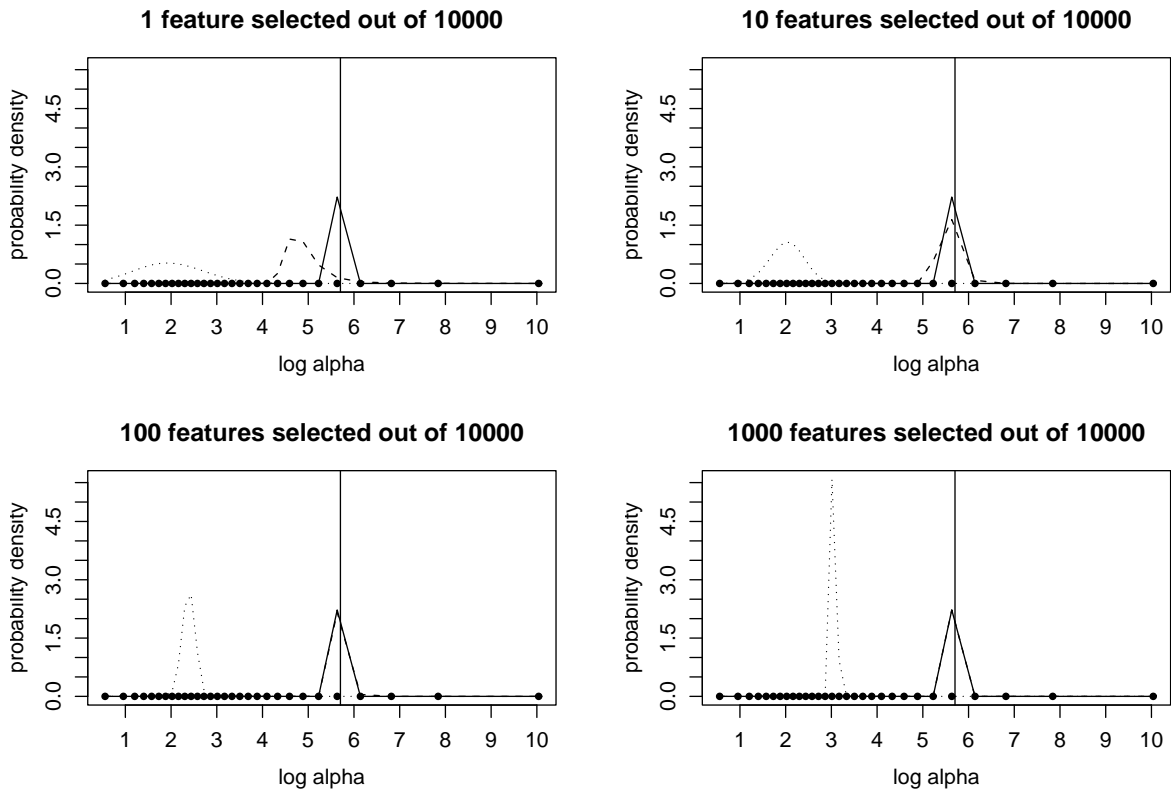 1 feature selected out of 10000
probability density
0.0 1.5 3.0 4.5
1 2 3 4 5 6 7 8 9 10
log alpha
10 features selected out of 10000
probability density
0.0 1.5 3.0 4.5
1 2 3 4 5 6 7 8 9 10
log alpha
100 features selected out of 10000
probability density
0.0 1.5 3.0 4.5
1 2 3 4 5 6 7 8 9 10
log alpha
1000 features selected out of 10000
probability density
0.0 1.5 3.0 4.5
1 2 3 4 5 6 7 8 9 10
log alpha